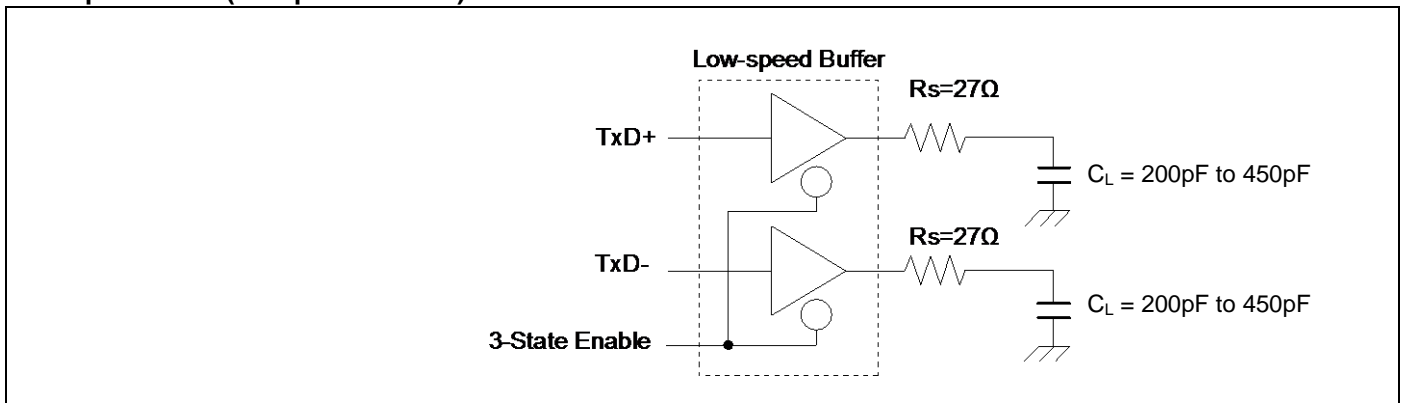 Low-speed Buffer
Rs=27Ω
TxD+
C_L = 200pF to 450pF
Rs=27Ω
TxD-
C_L = 200pF to 450pF
3-State Enable